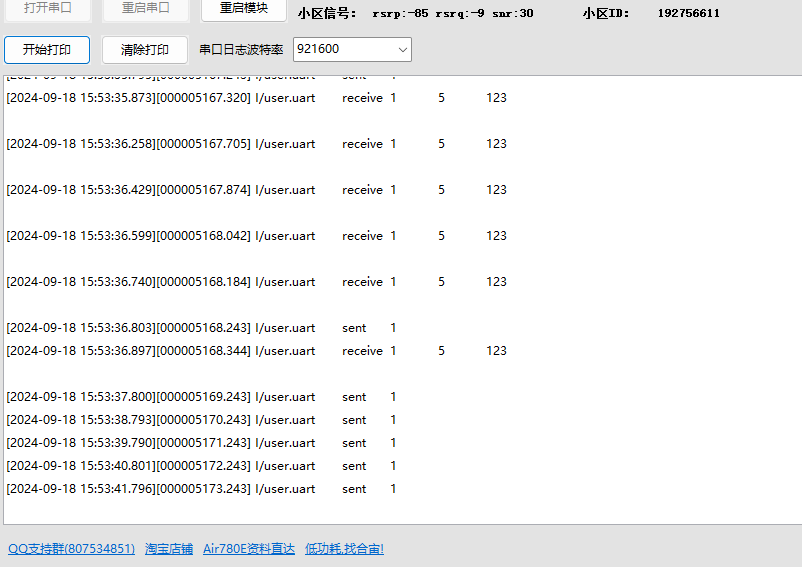 打开串口 重启串口 重启模块 小区信号: rsrp:-85 rsrq:-9 snr:30 小区ID: 192756611
开始打印 清除打印 串口日志波特率 921600
[2024-09-18 15:53:35.873][000005167.320] I/user.uart receive 1 5 123
[2024-09-18 15:53:36.258][000005167.705] I/user.uart receive 1 5 123
[2024-09-18 15:53:36.429][000005167.874] I/user.uart receive 1 5 123
[2024-09-18 15:53:36.599][000005168.042] I/user.uart receive 1 5 123
[2024-09-18 15:53:36.740][000005168.184] I/user.uart receive 1 5 123
[2024-09-18 15:53:36.803][000005168.243] I/user.uart sent 1
[2024-09-18 15:53:36.897][000005168.344] I/user.uart receive 1 5 123
[2024-09-18 15:53:37.800][000005169.243] I/user.uart sent 1
[2024-09-18 15:53:38.793][000005170.243] I/user.uart sent 1
[2024-09-18 15:53:39.790][000005171.243] I/user.uart sent 1
[2024-09-18 15:53:40.801][000005172.243] I/user.uart sent 1
[2024-09-18 15:53:41.796][000005173.243] I/user.uart sent 1
QQ支持群(807534851) 淘宝店铺 Air780E资料直达 低功耗,找合宙!